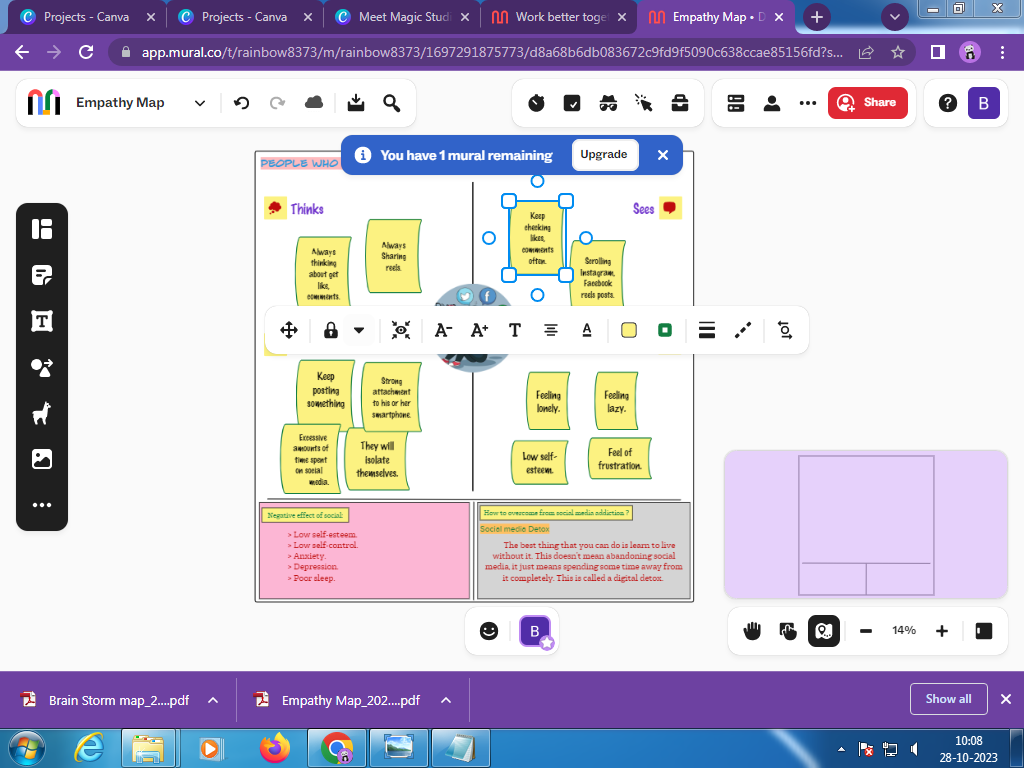 Projects - Canva
Projects - Canva
Meet Magic Studi
Work better toge
Empathy Map • D
app.mural.co/t/rainbow8373/m/rainbow8373/1697291875773/d8a68b6db083672c9fd9f5090c638ccae85156fd?s...
Empathy Map
Share
B
You have 1 mural remaining
Upgrade
PEOPLE WHO
Thinks
Sees
Always
thinking
about get
like,
comments.
Always
Sharing
reels.
Keep
checking
likes,
comments
often.
Scrolling
Instagram,
Facebook
reels posts.
A-
A+
T
A
Keep
posting
something
Strong
attachment
to his or her
smartphone.
Excessive
amounts of
time spent
on social
media.
They will
isolate
themselves.
Feeling
lonely.
Feeling
lazy.
Low self-
esteem.
Feel of
frustration.
Negative effect of social:
> Low self-esteem.
> Low self-control.
> Anxiety.
> Depression.
> Poor sleep.
How to overcome from social media addiction ?
Social medie Detox
The best thing that you can do is learn to live
without it. This doesn't mean abandoning social
media, it just means spending some time away from
it completely. This is called a digital detox.
B
14%
Brain Storm map_2....pdf
Empathy Map_202....pdf
Show all
10:08
28-10-2023